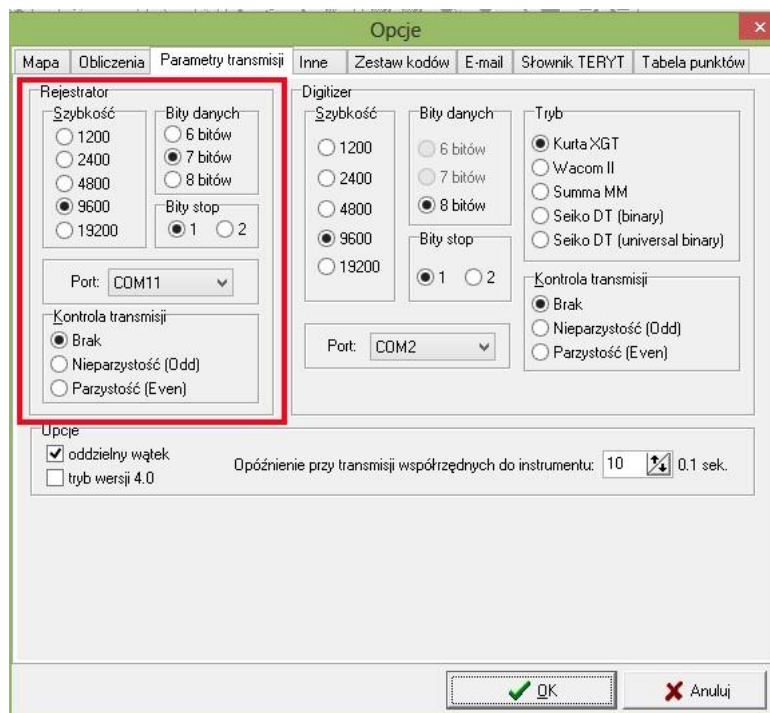 Opcje
Mapa Obliczenia Parametry transmisji Inne Zestaw kodów E-mail Słownik TERYT Tabela punktów
Rejestrator
Szybkość
1200
2400
4800
9600
19200
Bity danych
6 bitów
7 bitów
8 bitów
Bity stop
1 2
Port: COM11
Kontrola transmisji
Brak
Nieparzystość (Odd)
Parzystość (Even)
Digitizer
Szybkość
1200
2400
4800
9600
19200
Bity danych
6 bitów
7 bitów
8 bitów
Bity stop
1 2
Port: COM2
Tryb
Kurta XGT
Wacom II
Summa MM
Seiko DT (binary)
Seiko DT (universal binary)
Kontrola transmisji
Brak
Nieparzystość (Odd)
Parzystość (Even)
Opcje
oddzielny wątek
tryb wersji 4.0
Opóźnienie przy transmisji współrzędnych do instrumentu: 10 0.1 sek.
OK Anuluj